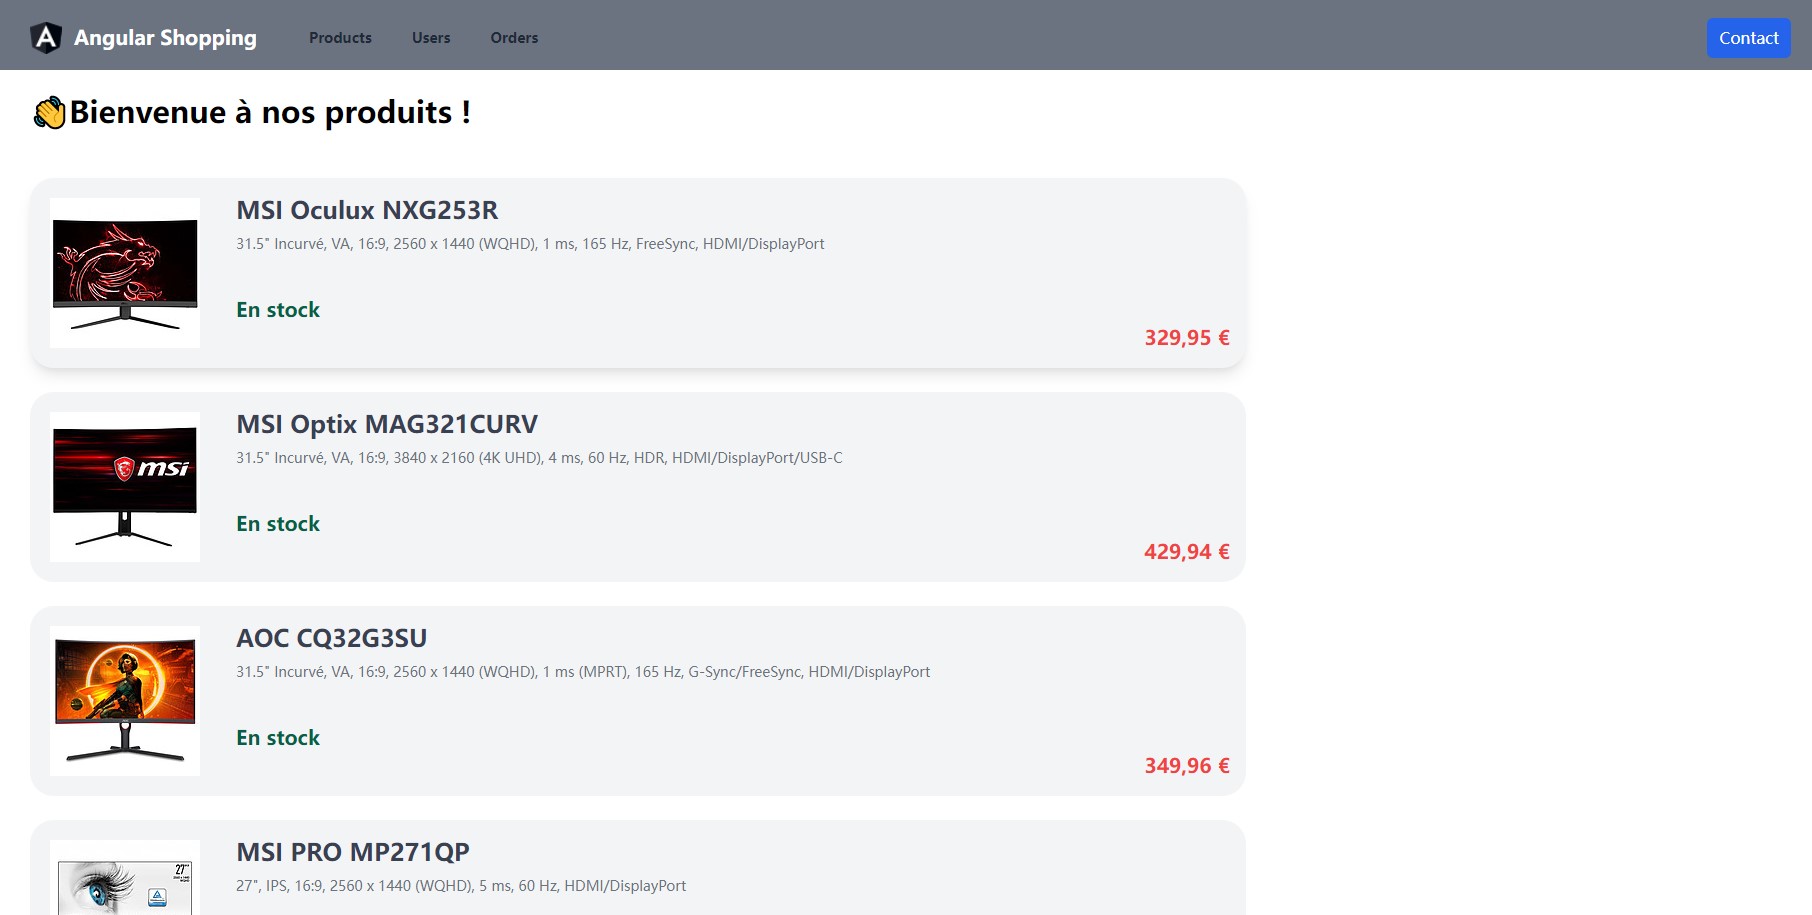 Angular Shopping
Products
Users
Orders
Contact
👋Bienvenue à nos produits !
MSI Oculux NXG253R
31.5" Incurvé, VA, 16:9, 2560 x 1440 (WQHD), 1 ms, 165 Hz, FreeSync, HDMI/DisplayPort
En stock
329,95 €
MSI Optix MAG321CURV
31.5" Incurvé, VA, 16:9, 3840 x 2160 (4K UHD), 4 ms, 60 Hz, HDR, HDMI/DisplayPort/USB-C
msi
En stock
429,94 €
AOC CQ32G3SU
31.5" Incurvé, VA, 16:9, 2560 x 1440 (WQHD), 1 ms (MPRT), 165 Hz, G-Sync/FreeSync, HDMI/DisplayPort
En stock
349,96 €
MSI PRO MP271QP
27", IPS, 16:9, 2560 x 1440 (WQHD), 5 ms, 60 Hz, HDMI/DisplayPort
27"